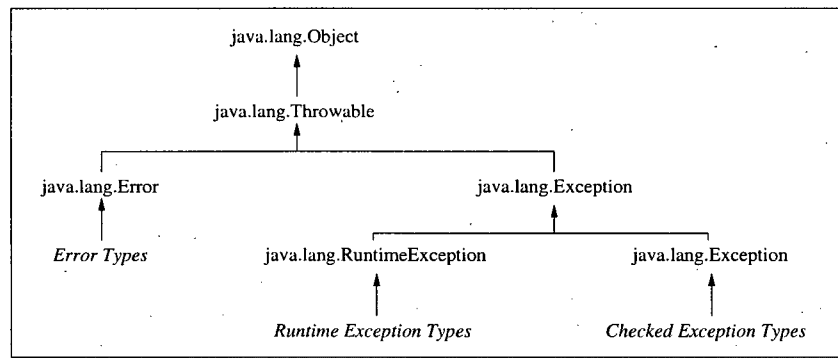 java.lang.Object
java.lang.Throwable
java.lang.Error
java.lang.Exception
Error Types
java.lang.RuntimeException
java.lang.Exception
Runtime Exception Types
Checked Exception Types